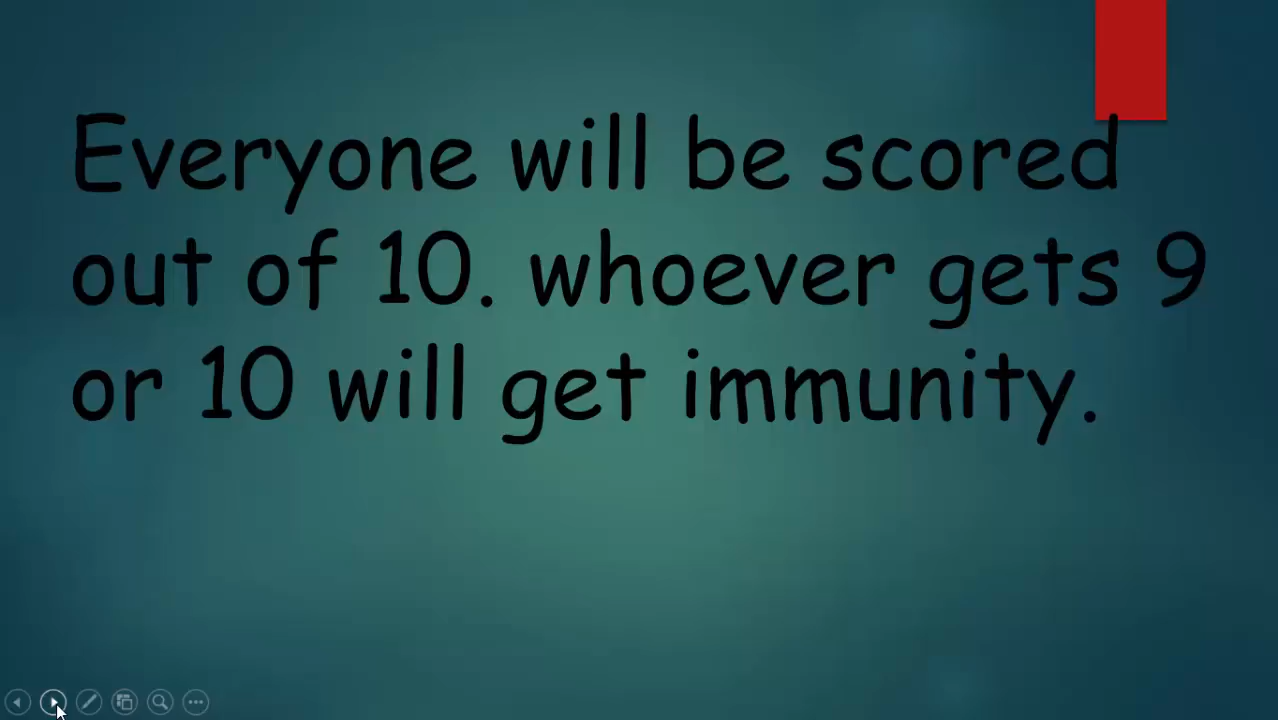 Everyone will be scored
out of 10. whoever gets 9
or 10 will get immunity.